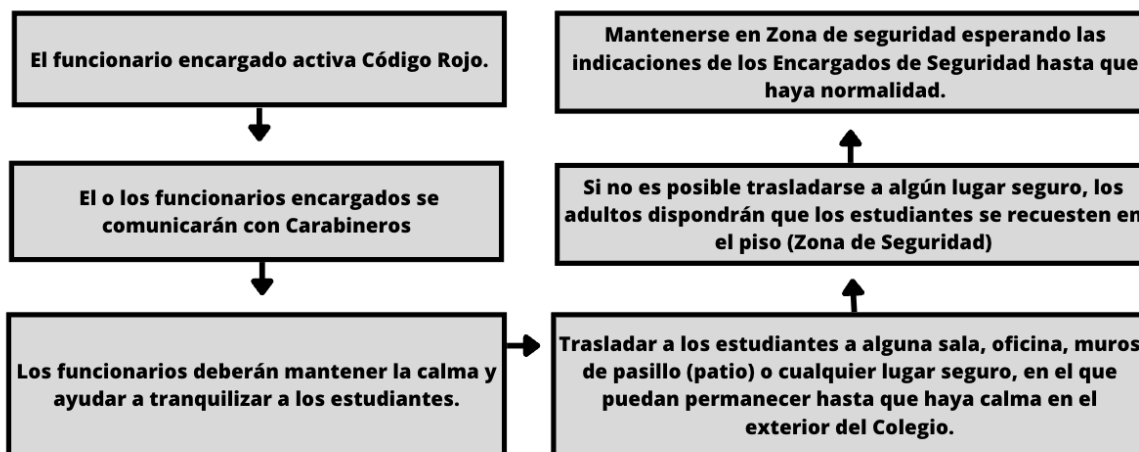 El funcionario encargado activa Código Rojo.
El o los funcionarios encargados se
comunicarán con Carabineros
Los funcionarios deberán mantener la calma y
ayudar a tranquilizar a los estudiantes.
Trasladar a los estudiantes a alguna sala, oficina, muros
de pasillo (patio) o cualquier lugar seguro, en el que
puedan permanecer hasta que haya calma en el
exterior del Colegio.
Si no es posible trasladarse a algún lugar seguro, los
adultos dispondrán que los estudiantes se recuesten en
el piso (Zona de Seguridad)
Mantenerse en Zona de seguridad esperando las
indicaciones de los Encargados de Seguridad hasta que
haya normalidad.